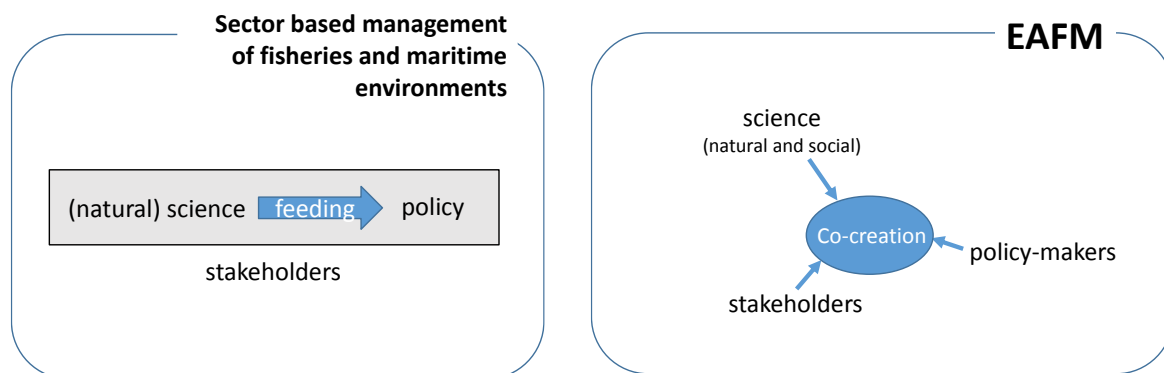 Sector based management
of fisheries and maritime
environments
(natural) science
feeding
policy
stakeholders
EAFM
science
(natural and social)
Co-creation
policy-makers
stakeholders